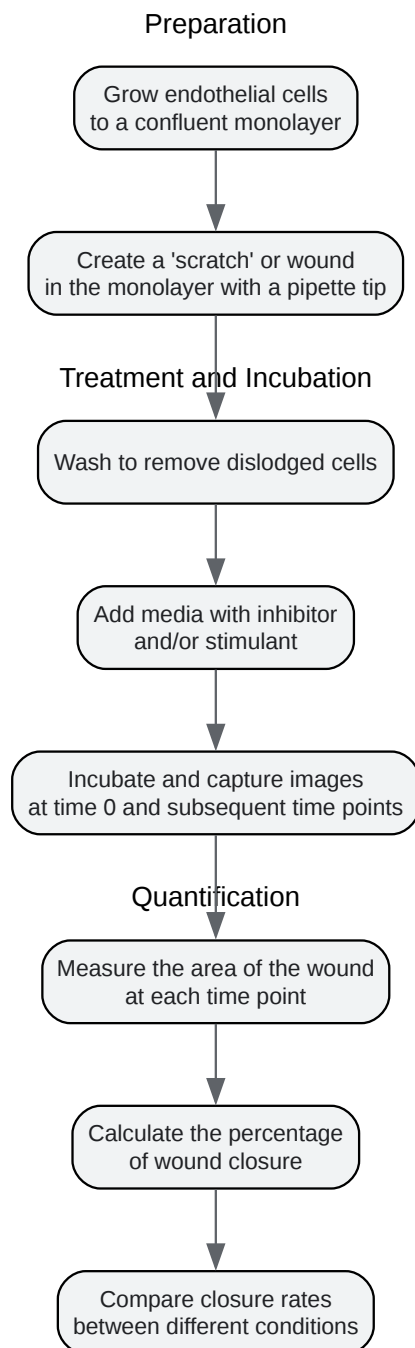 Preparation
Grow endothelial cells
to a confluent monolayer
Create a 'scratch' or wound
in the monolayer with a pipette tip
Treatment and Incubation
Wash to remove dislodged cells
Add media with inhibitor
and/or stimulant
Incubate and capture images
at time 0 and subsequent time points
Quantification
Measure the area of the wound
at each time point
Calculate the percentage
of wound closure
Compare closure rates
between different conditions